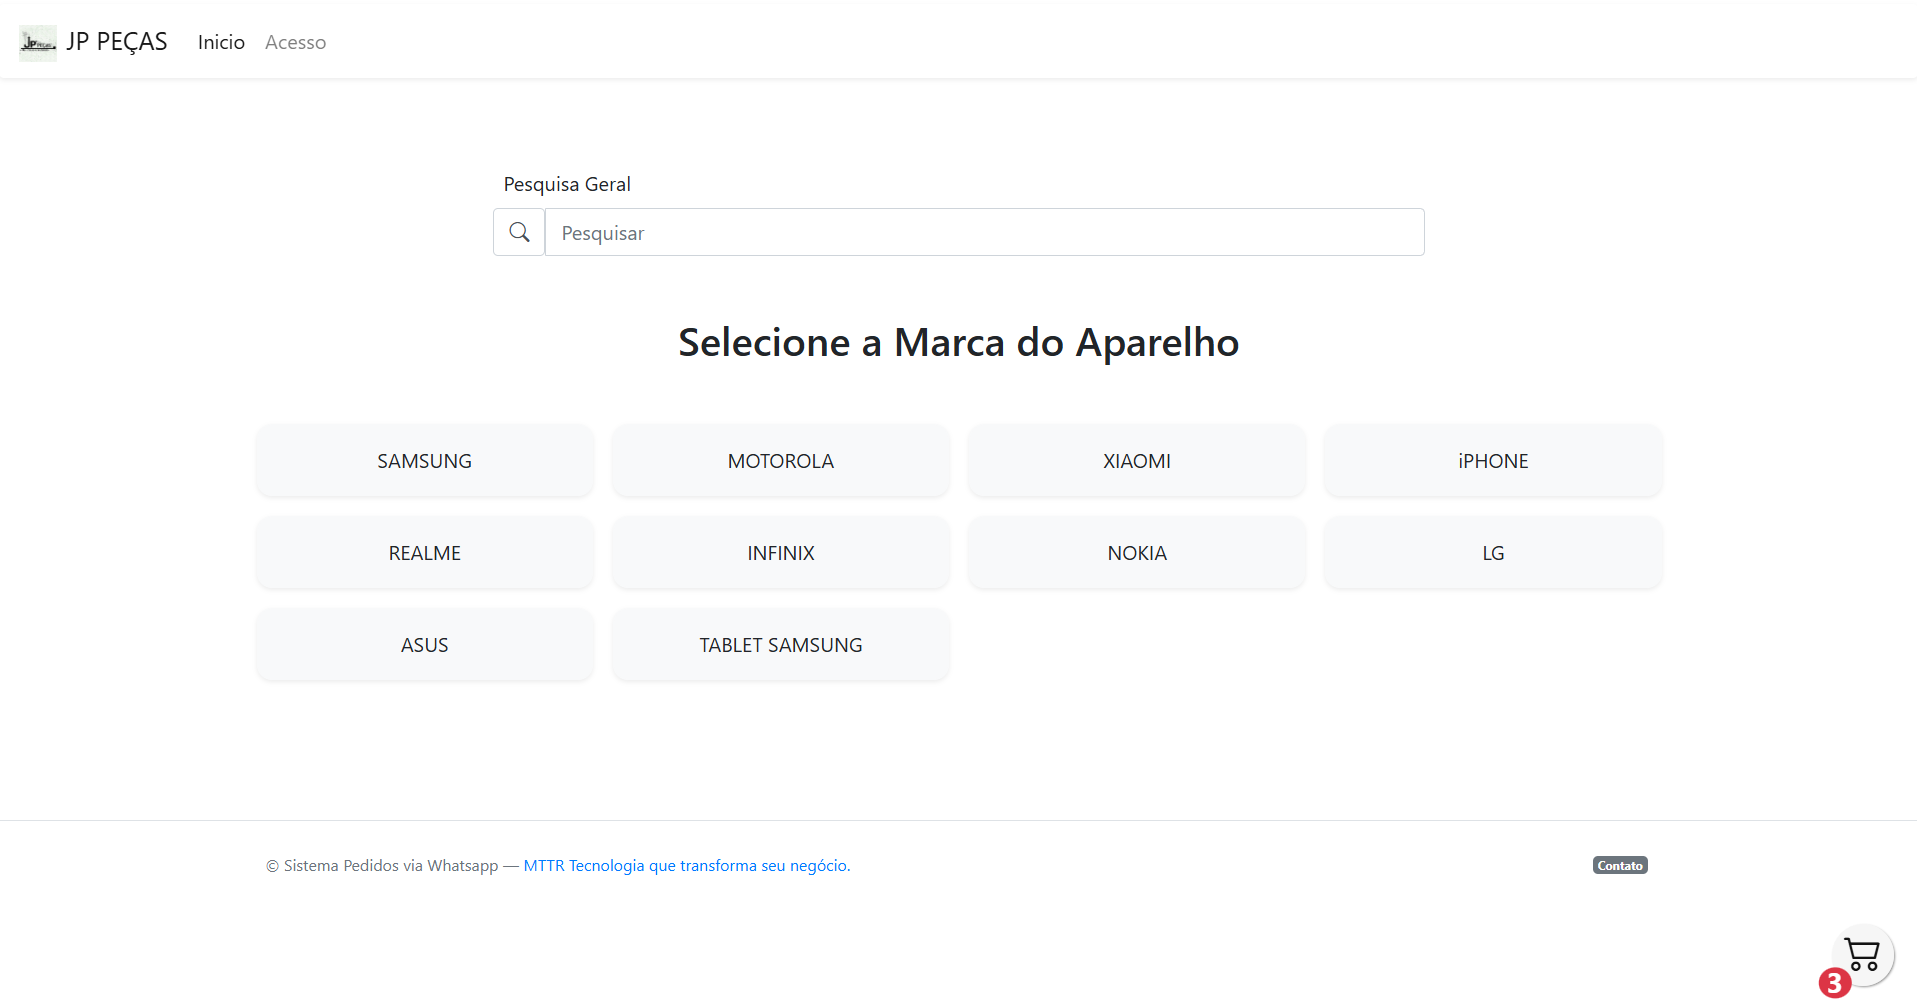 JP PEÇAS Inicio Acesso
Pesquisa Geral
Pesquisar
Selecione a Marca do Aparelho
SAMSUNG MOTOROLA XIAOMI iPHONE
REALME INFINIX NOKIA LG
ASUS TABLET SAMSUNG
© Sistema Pedidos via Whatsapp — MTTR Tecnologia que transforma seu negócio. Contato
3